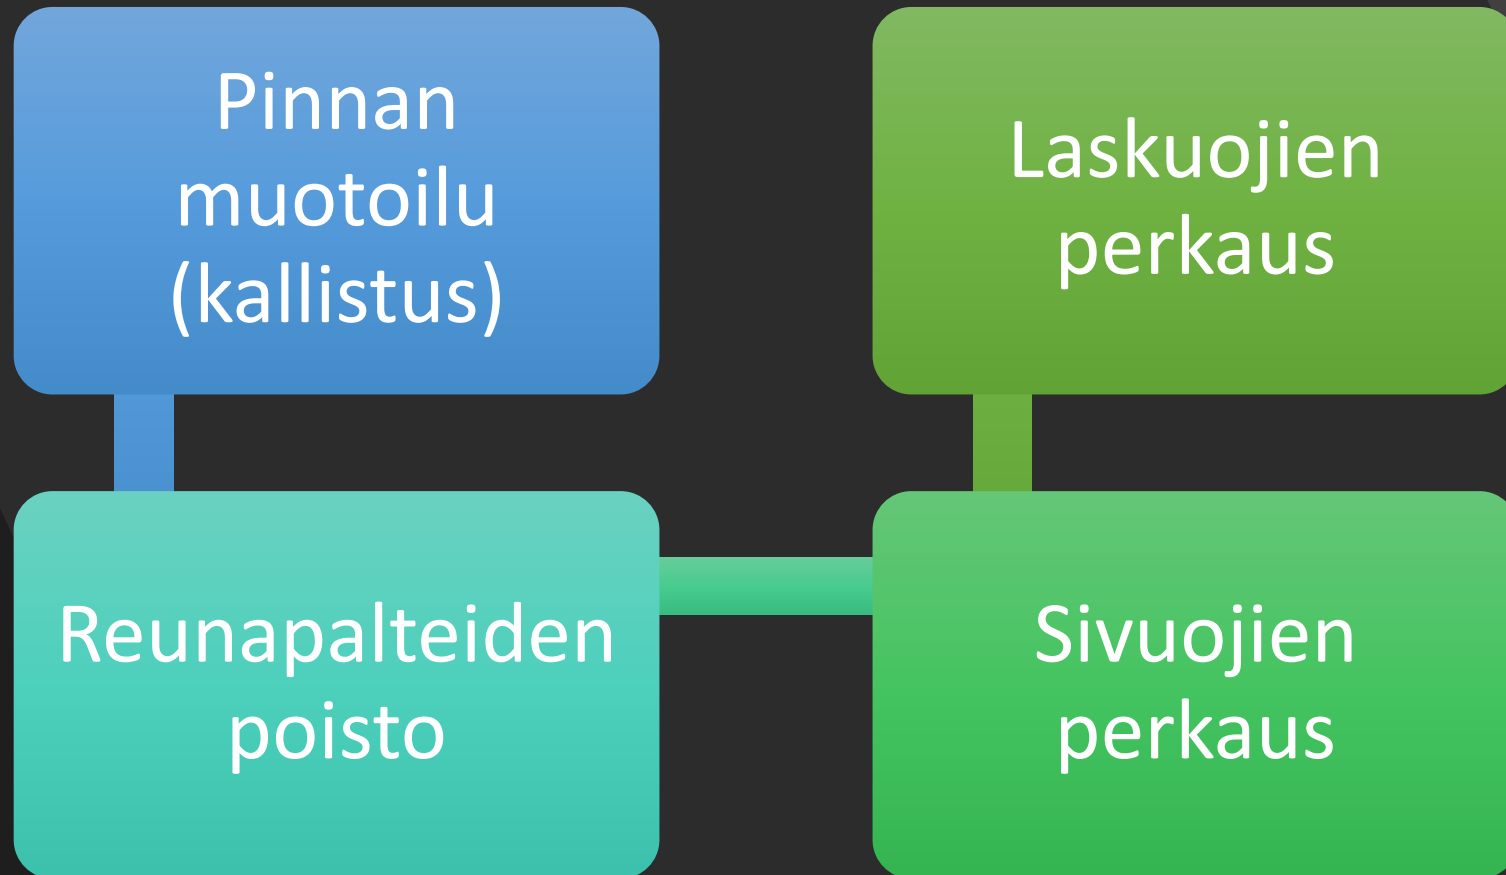 Pinnan
muotoilu
(kallistus)
Reunapalteiden
poisto
Sivuojien
perkaus
Laskuojien
perkaus